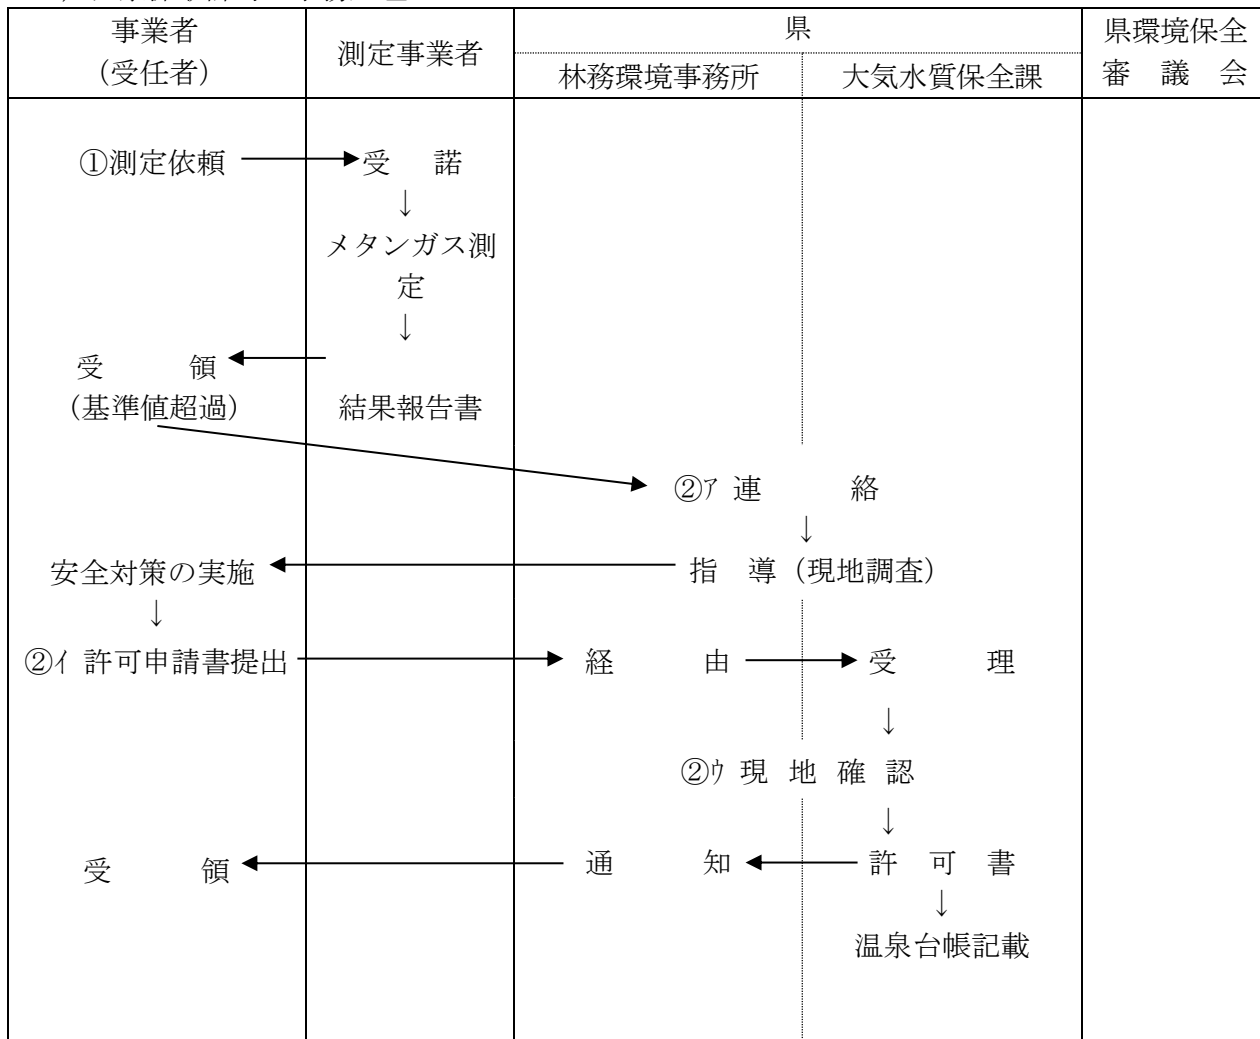 事業者
(受任者)
測定事業者
県
林務環境事務所
大気水質保全課
県環境保全
審 議 会
①測定依頼
受 諾
↓
メタンガス測
定
↓
受 領
(基準値超過)
結果報告書
②ｱ 連 絡
↓
安全対策の実施
指 導 (現地調査)
↓
②ｲ 許可申請書提出
経 由
受 理
↓
②ｳ 現 地 確 認
↓
受 領
通 知
許 可 書
↓
温泉台帳記載